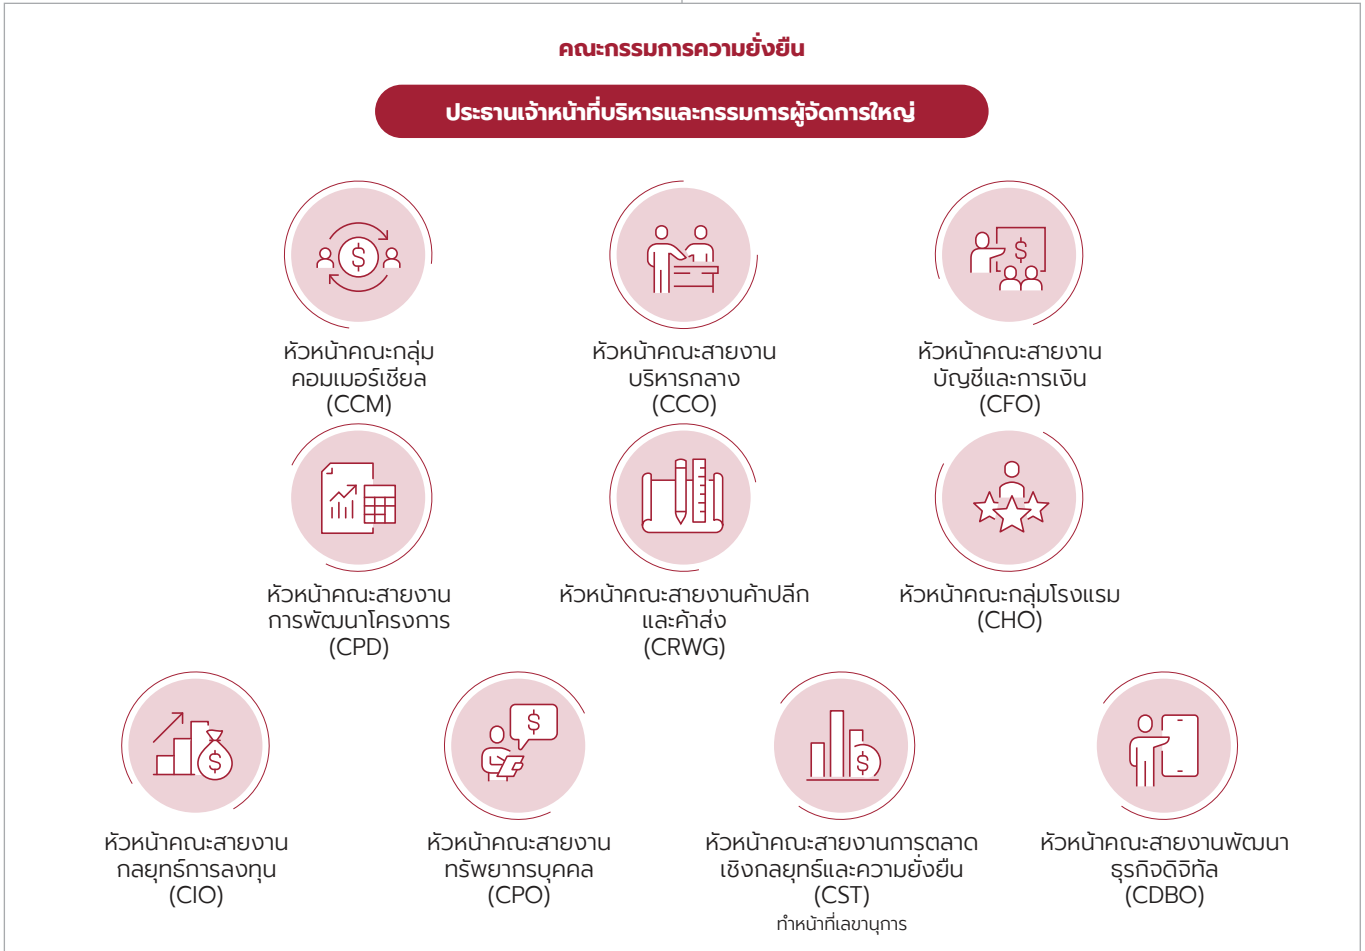 คณะกรรมการความยั่งยืน
ประธานเจ้าหน้าที่บริหารและกรรมการผู้จัดการใหญ่
หัวหน้าคณะกลุ่ม
คอมเมอร์เชียล
(CCM)
หัวหน้าคณะสายงาน
บริหารกลาง
(CCO)
หัวหน้าคณะสายงาน
บัญชีและการเงิน
(CFO)
หัวหน้าคณะสายงาน
การพัฒนาโครงการ
(CPD)
หัวหน้าคณะสายงานค้าปลีก
และค้าส่ง
(CRWG)
หัวหน้าคณะกลุ่มโรงแรม
(CHO)
หัวหน้าคณะสายงาน
กลยุทธ์การลงทุน
(CIO)
หัวหน้าคณะสายงาน
ทรัพยากรบุคคล
(CPO)
หัวหน้าคณะสายงานการตลาด
เชิงกลยุทธ์และความยั่งยืน
(CST)
ทำหน้าที่เลขานุการ
หัวหน้าคณะสายงานพัฒนา
ธุรกิจดิจิทัล
(CDBO)